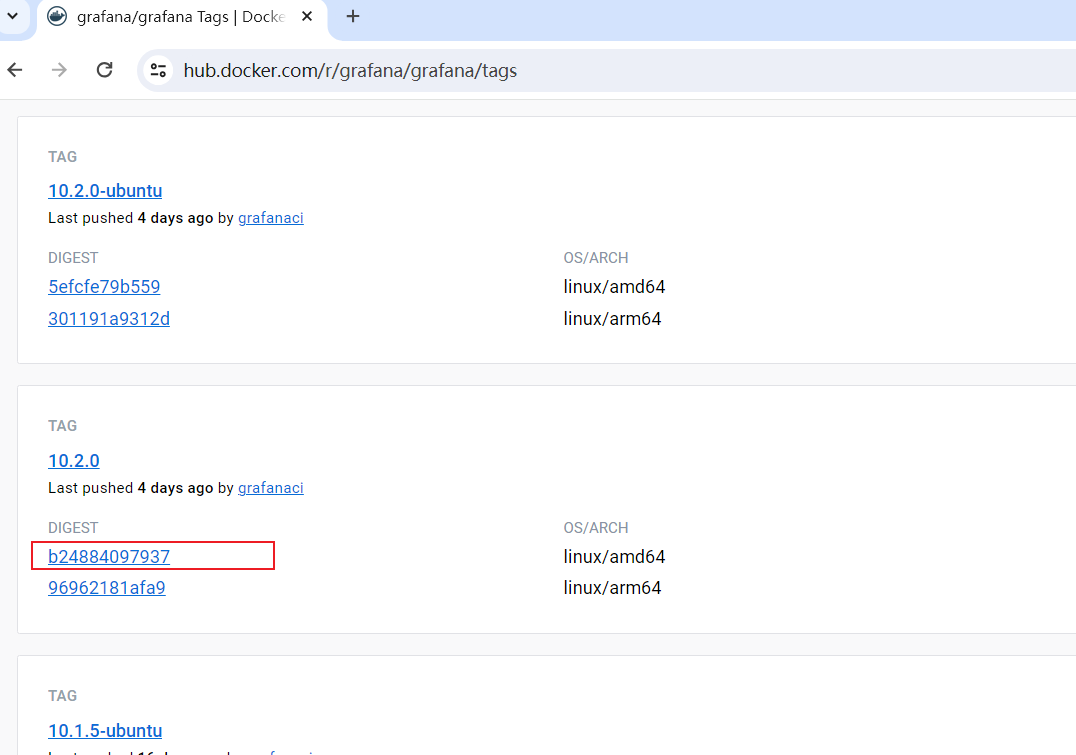 grafana/grafana Tags | Docke
hub.docker.com/r/grafana/grafana/tags
TAG
10.2.0-ubuntu
Last pushed 4 days ago by grafanaci
DIGEST OS/ARCH
5efcfe79b559 linux/amd64
301191a9312d linux/arm64
TAG
10.2.0
Last pushed 4 days ago by grafanaci
DIGEST OS/ARCH
b24884097937 linux/amd64
96962181afa9 linux/arm64
TAG
10.1.5-ubuntu